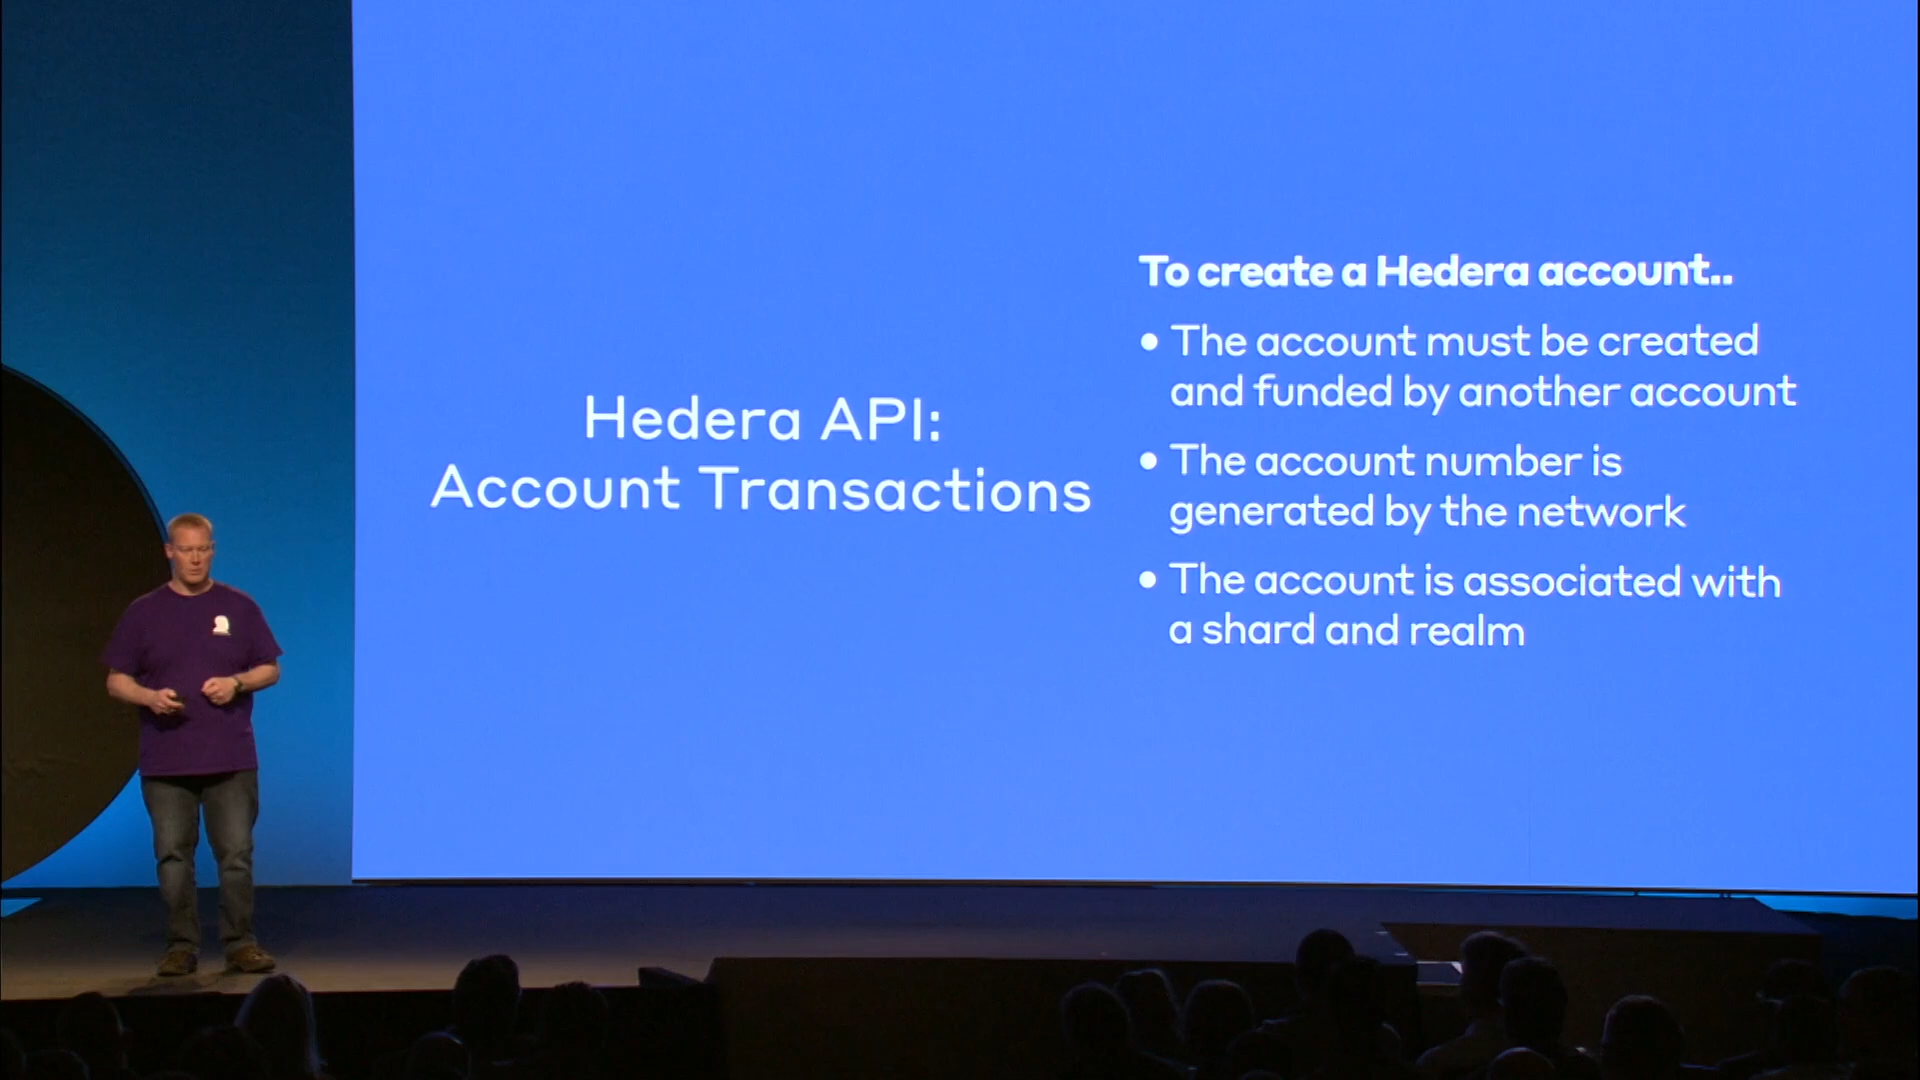 Hedera API:
Account Transactions
To create a Hedera account..
• The account must be created
and funded by another account
• The account number is
generated by the network
• The account is associated with
a shard and realm